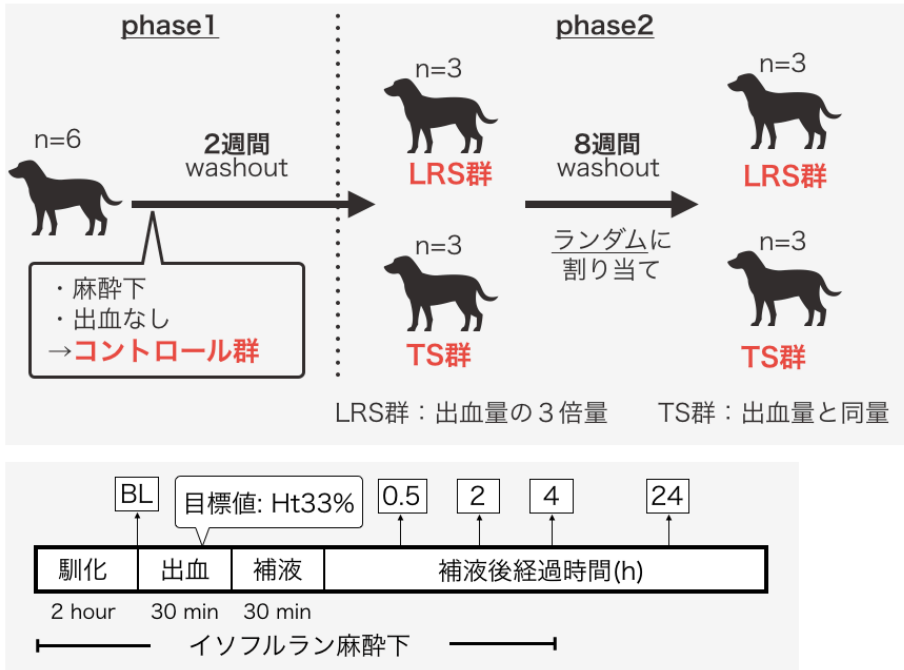 phase1
phase2
n=6
2週間
washout
n=3
LRS群
n=3
TS群
8週間
washout
ランダムに
割り当て
n=3
LRS群
n=3
TS群
・麻酔下
・出血なし
→コントロール群
LRS群：出血量の３倍量
TS群：出血量と同量
BL
目標値: Ht33%
0.5
2
4
24
馴化
出血
補液
補液後経過時間(h)
2 hour
30 min
30 min
イソフルラン麻酔下